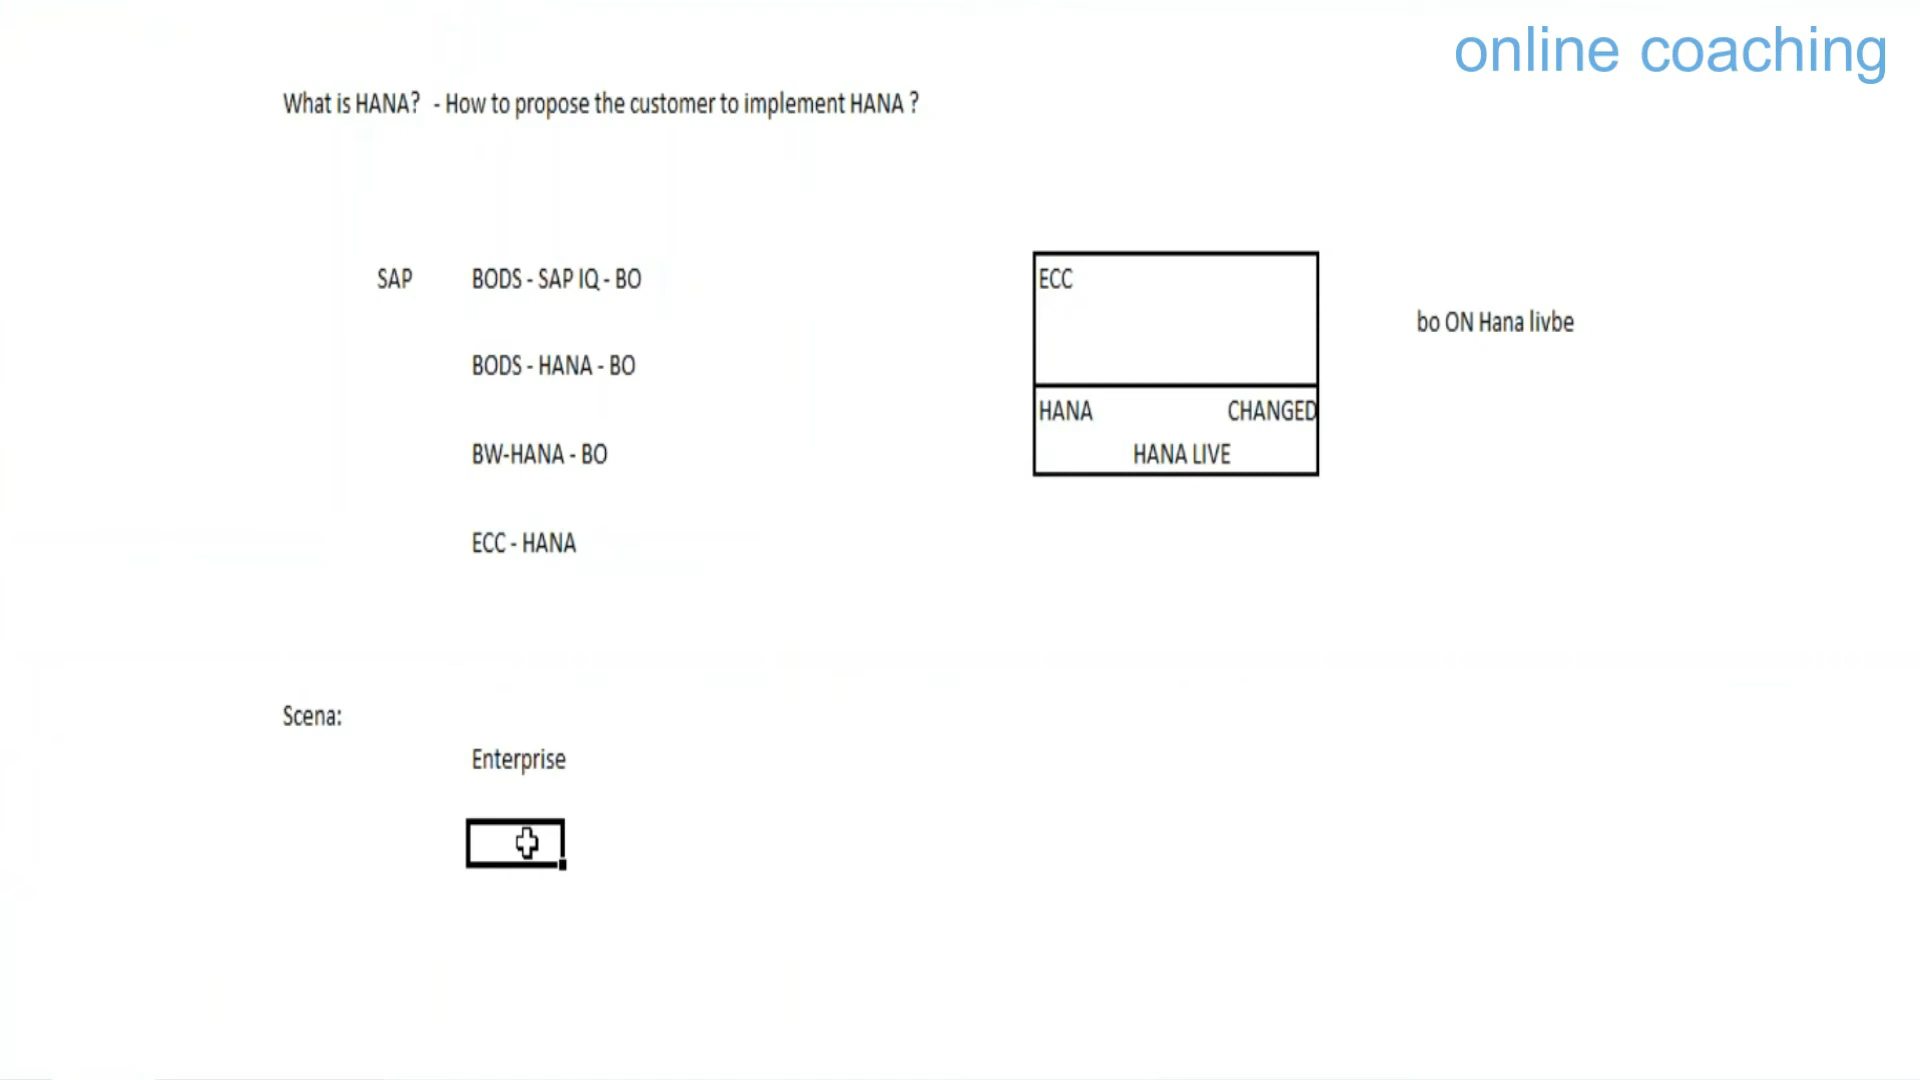 online coaching
What is HANA? - How to propose the customer to implement HANA ?
SAP BODS - SAP IQ - BO
BODS - HANA - BO
BW-HANA - BO
ECC - HANA
ECC
HANA CHANGED
HANA LIVE
bo ON Hana livbe
Scena:
Enterprise